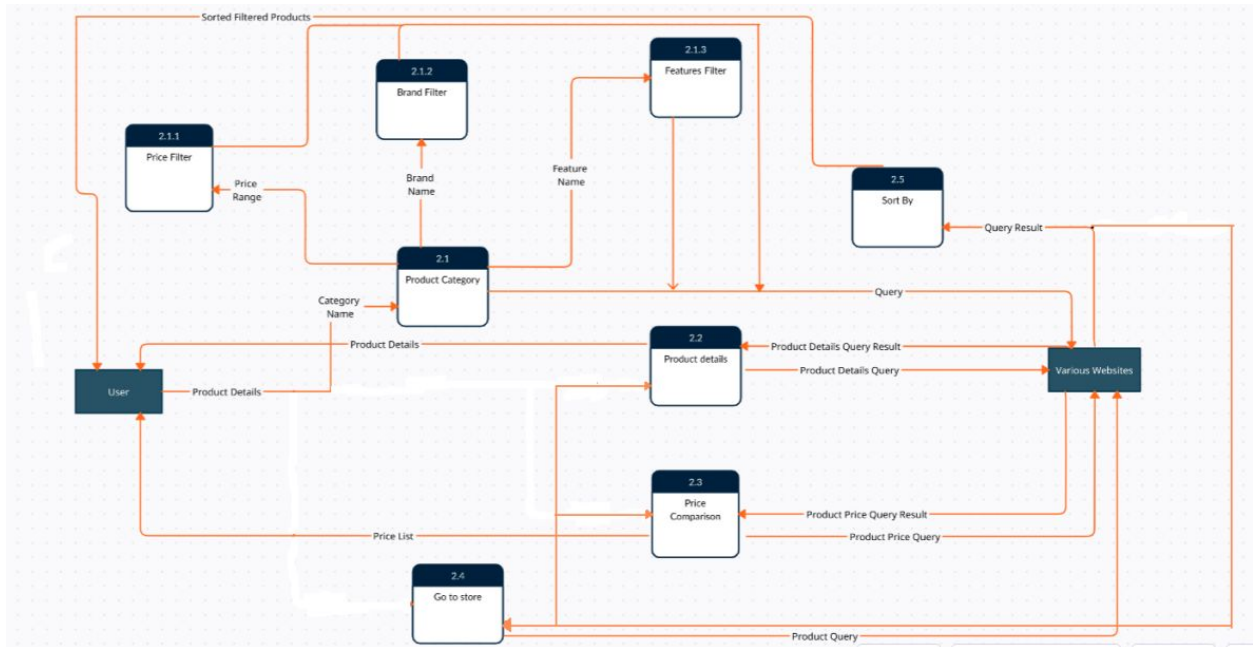 Sorted Filtered Products
2.1.3
Features Filter
2.1.2
Brand Filter
2.1.1
Price Filter
Feature
Name
Brand
Name
Price
Range
2.5
Sort By
Query Result
2.1
Product Category
Query
Category
Name
2.2
Product details
Product Details
Product Details Query Result
Product Details Query
Various Websites
User
Product Details
2.3
Price
Comparison
Product Price Query Result
Price List
Product Price Query
2.4
Go to store
Product Query